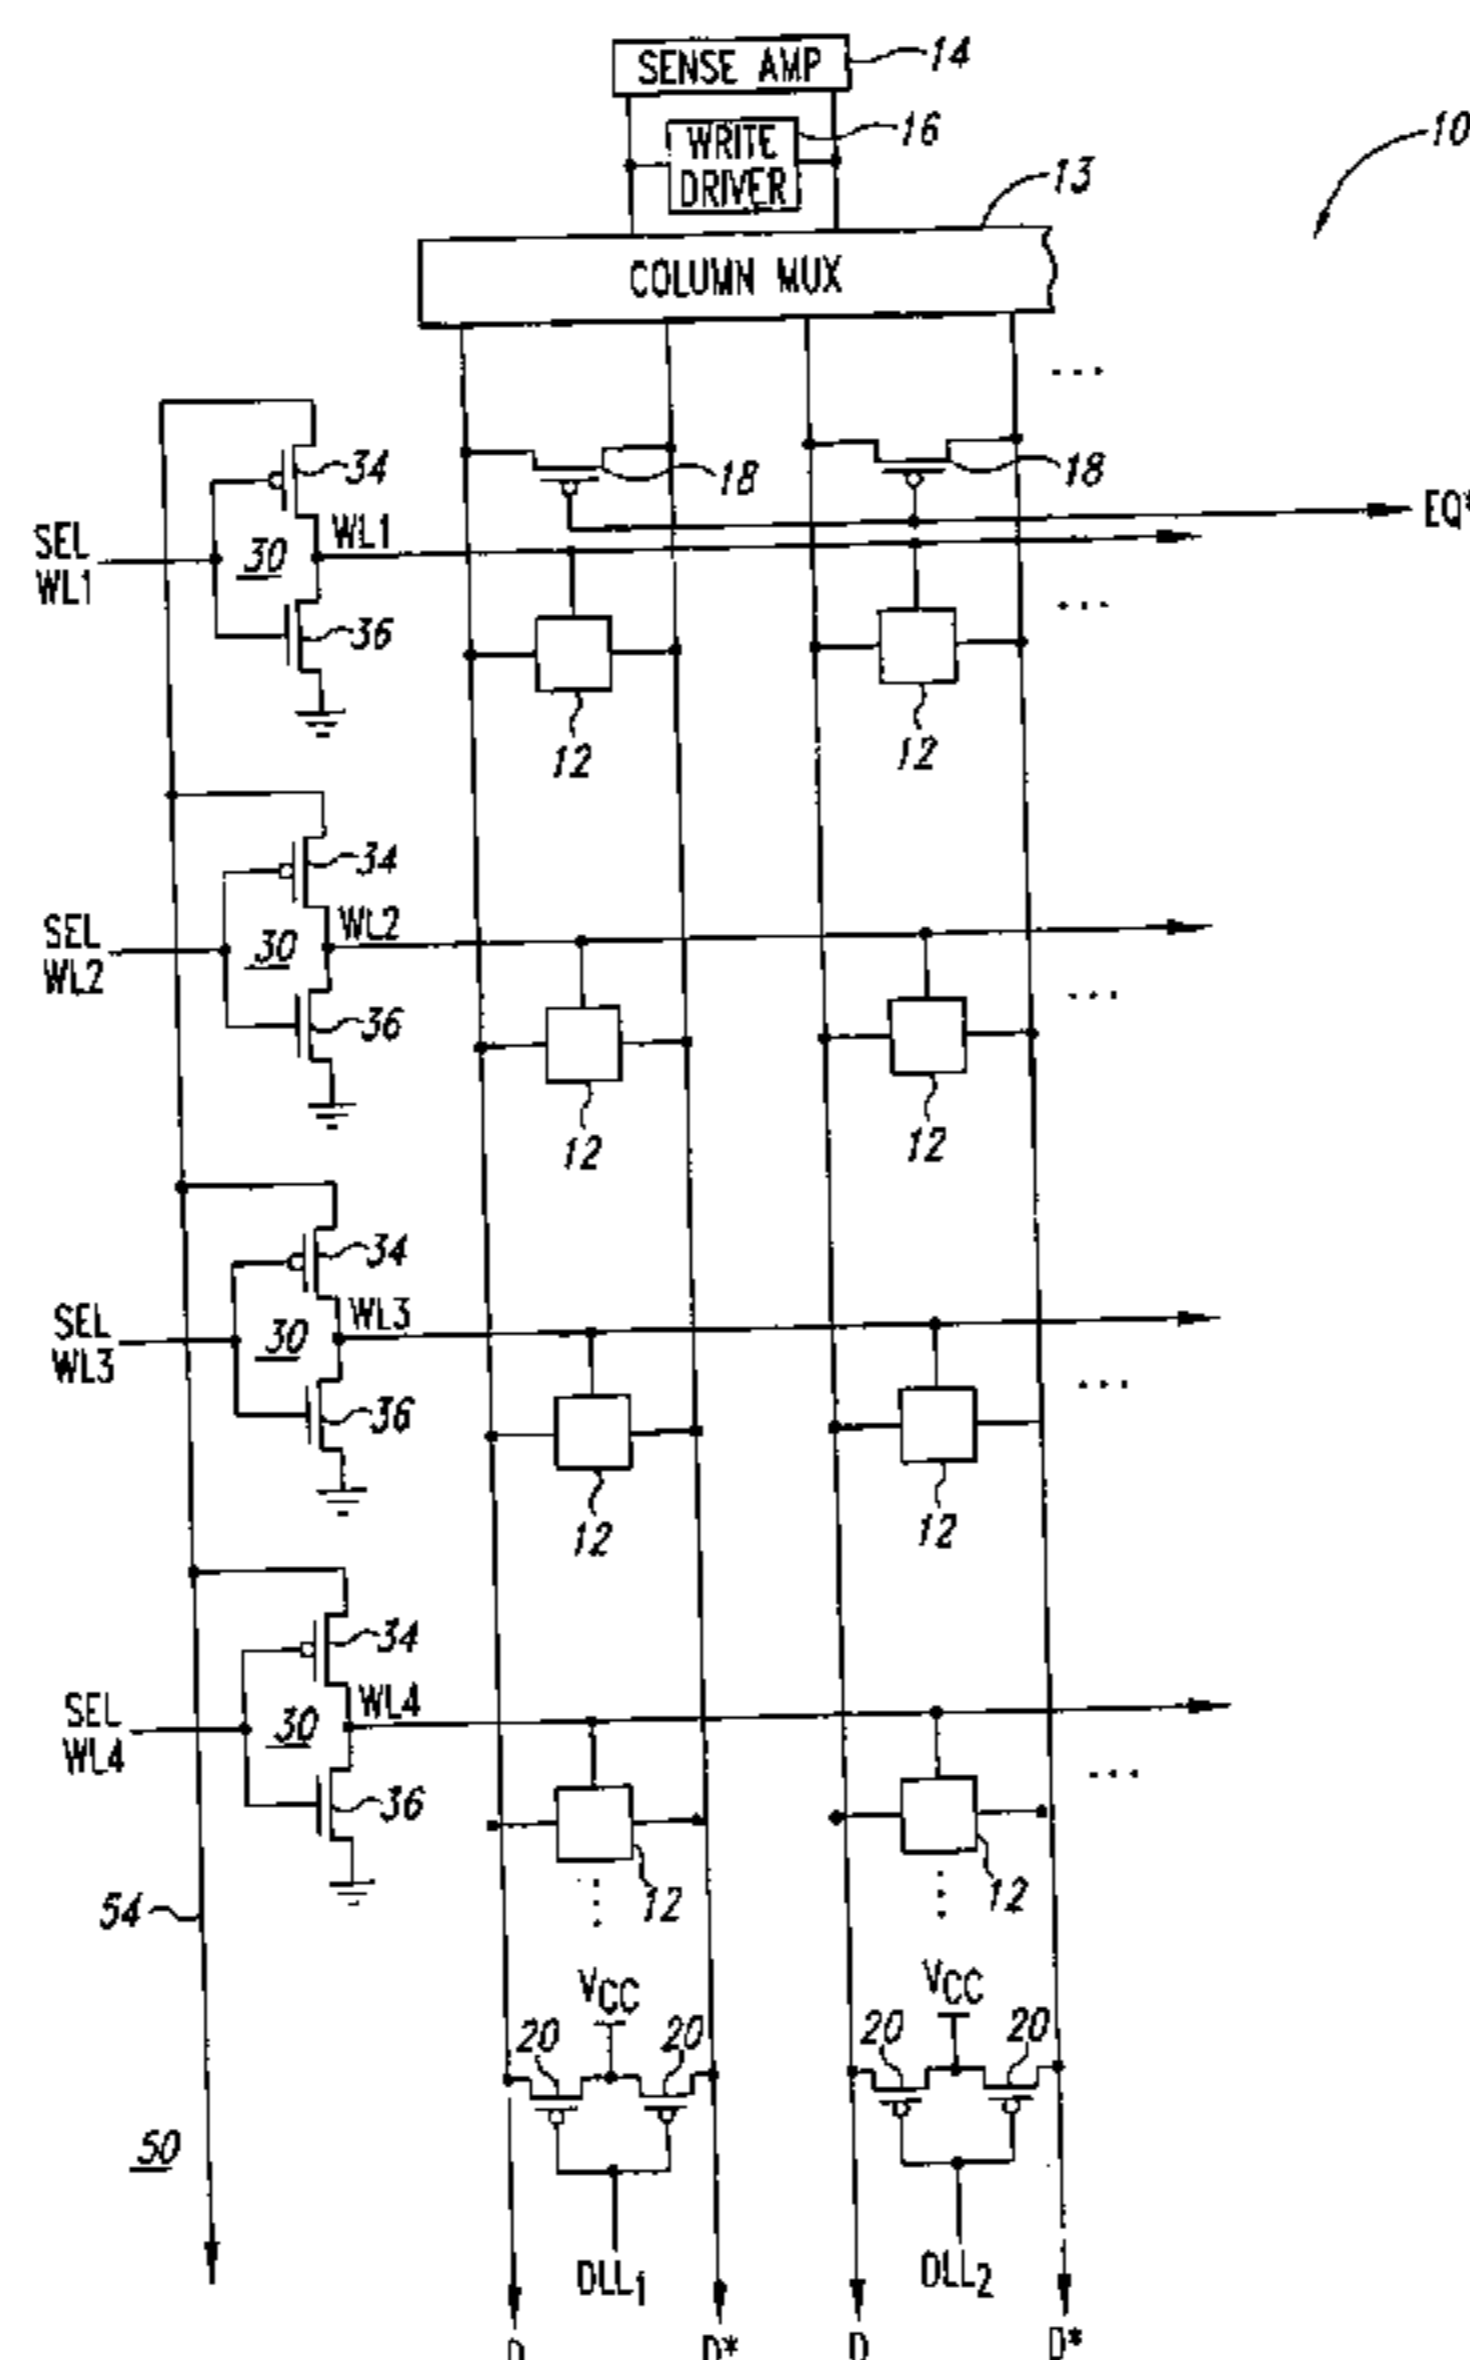 SENSE AMP
14
WRITE
DRIVER
16
10
13
COLUMN MUX
. . .
34
18
18
SEL
WL1
30
WL1
EQ*
36
. . .
12
12
34
SEL
WL2
30
WL2
36
. . .
12
12
34
SEL
WL3
30
WL3
36
. . .
12
12
34
SEL
WL4
30
WL4
36
. . .
12
12
54
VCC
VCC
20
20
20
20
50
DLL1
DLL2
D
D*
D
D*